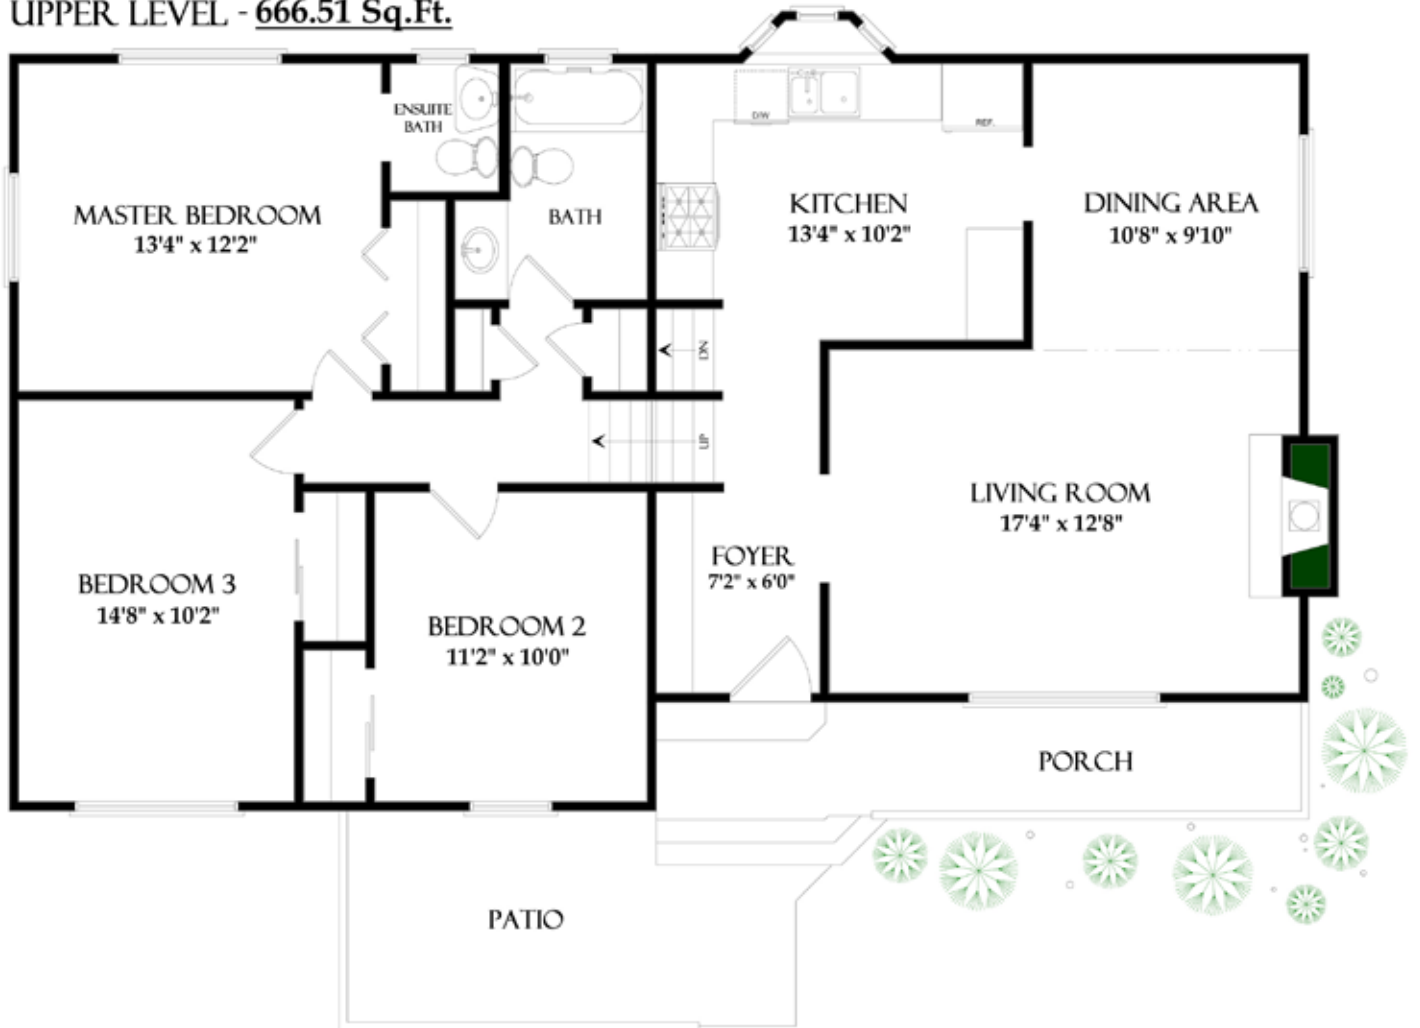 UPPER LEVEL - 666.51 Sq.Ft.
ENSUITE
BATH
D/W
REF.
MASTER BEDROOM
13'4" x 12'2"
BATH
KITCHEN
13'4" x 10'2"
DINING AREA
10'8" x 9'10"
DN
UP
LIVING ROOM
17'4" x 12'8"
FOYER
7'2" x 6'0"
BEDROOM 3
14'8" x 10'2"
BEDROOM 2
11'2" x 10'0"
PORCH
PATIO